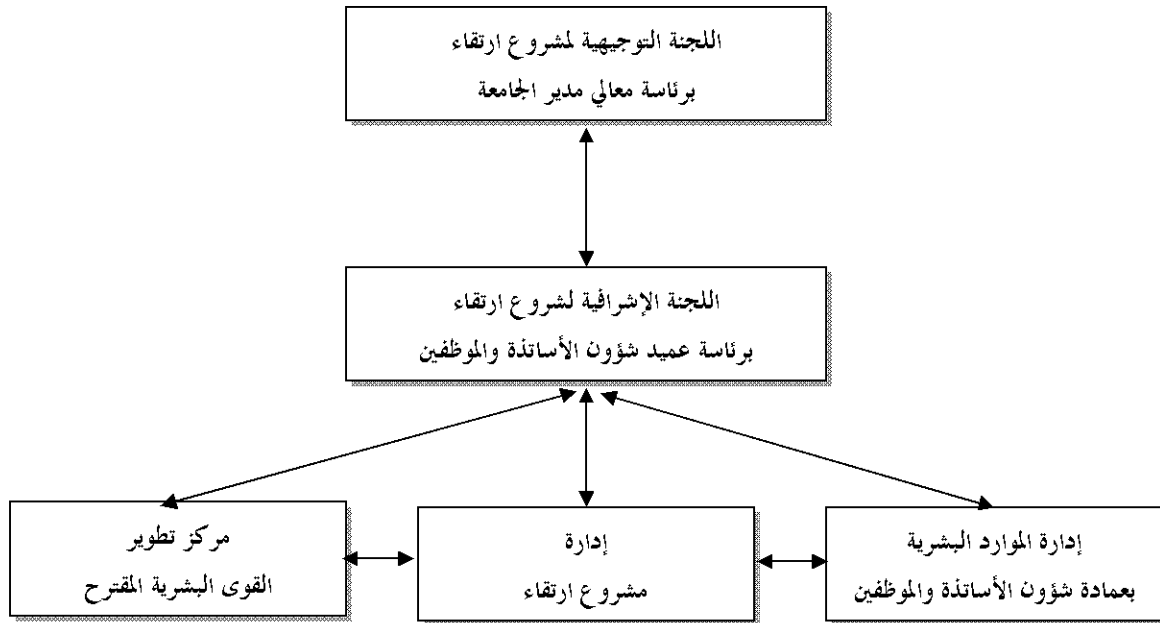 اللجنة التوجيهية لمشروع ارتقاء
برئاسة معالي مدير الجامعة
اللجنة الإشرافية لشروع ارتقاء
برئاسة عميد شؤون الأساتذة والموظفين
إدارة الموارد البشرية
بعمادة شؤون الأساتذة والموظفين
إدارة
مشروع ارتقاء
مركز تطوير
القوى البشرية المقترح